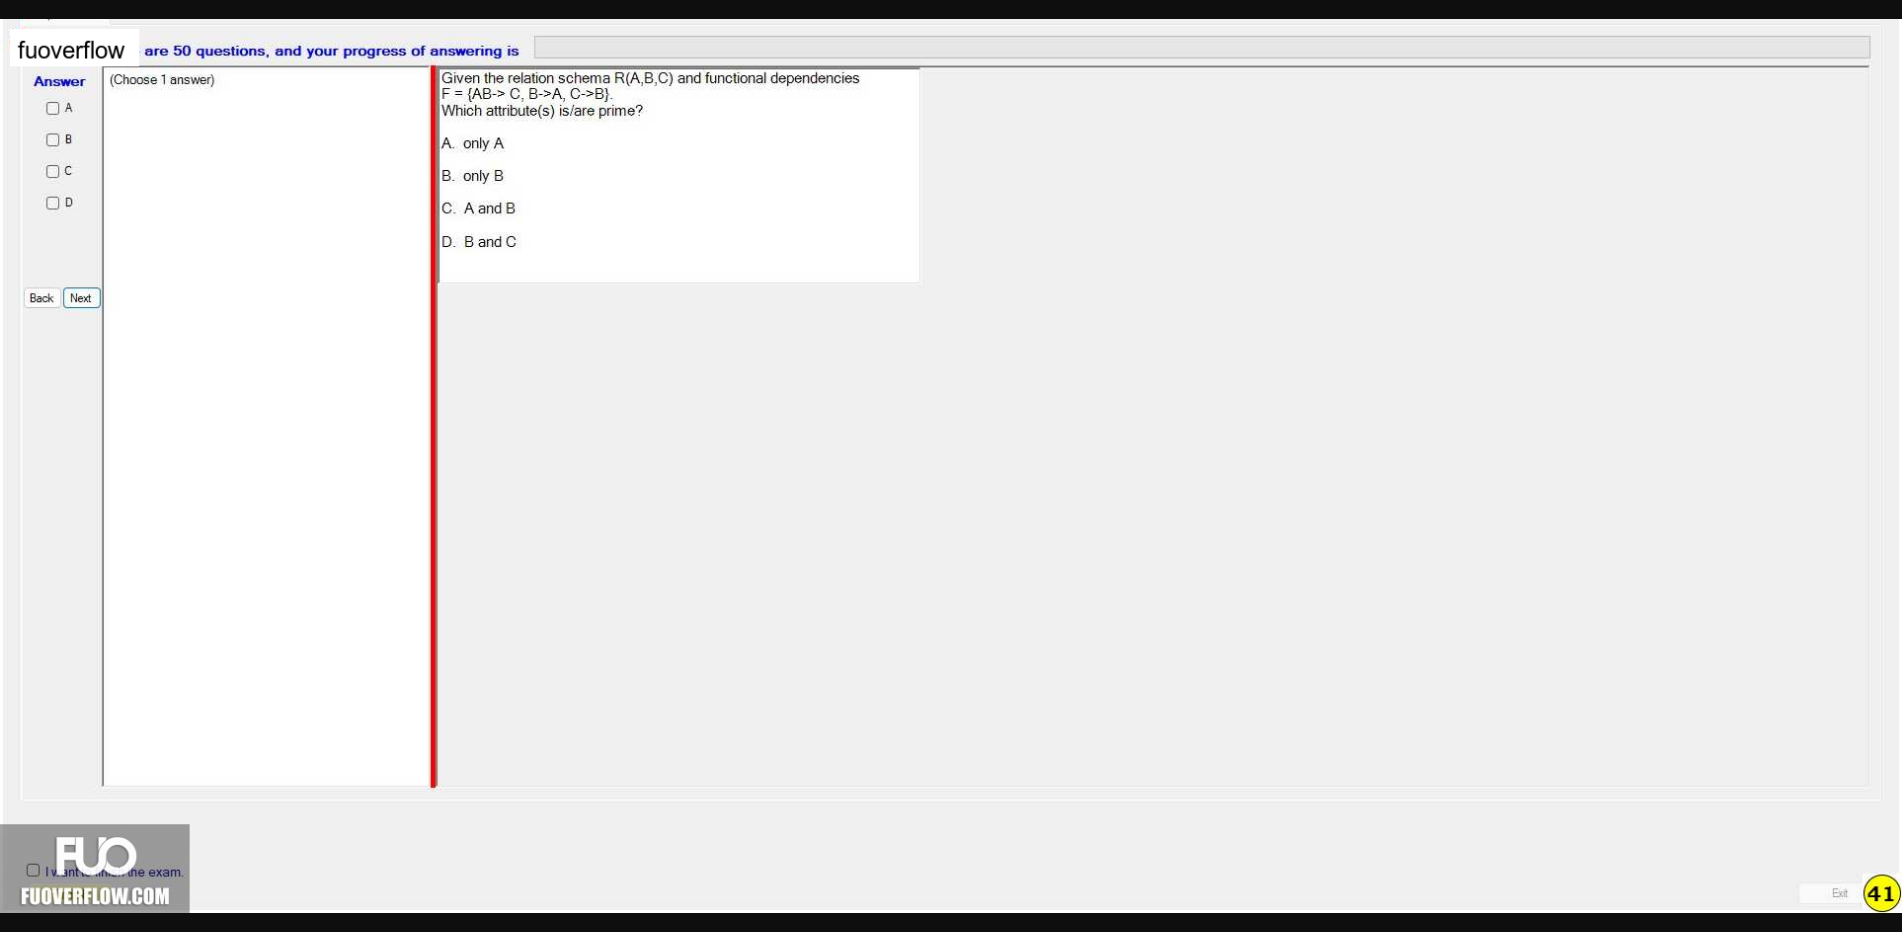 fuoverflow are 50 questions, and your progress of answering is
Answer
(Choose 1 answer)
A
B
C
D
Back Next
Given the relation schema R(A,B,C) and functional dependencies
F = {AB-> C, B->A, C->B}.
Which attribute(s) is/are prime?
A. only A
B. only B
C. A and B
D. B and C
FUO
the exam.
FUOVERFLOW.COM
Exit
41